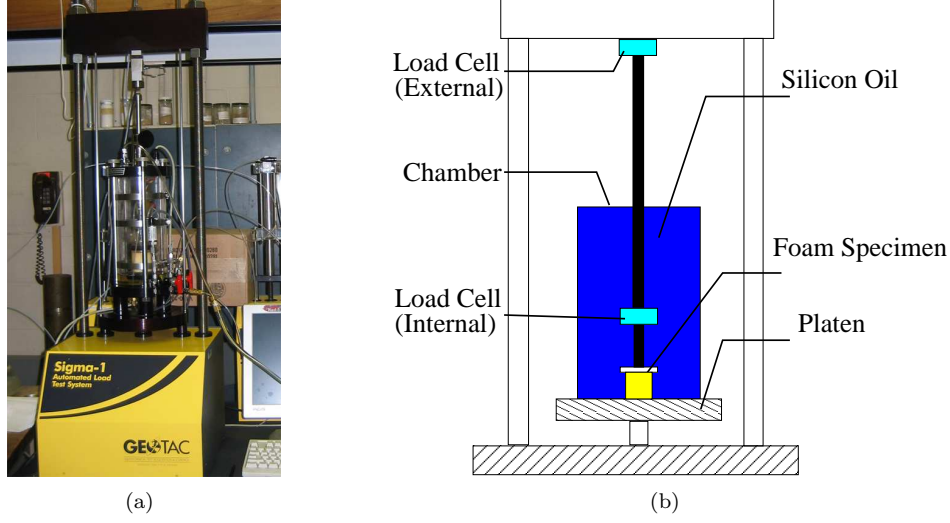 Sigma-1
Automated Load
Test System
GEOTAC
Load Cell
(External)
Silicon Oil
Chamber
Foam Specimen
Load Cell
(Internal)
Platen
(a)
(b)